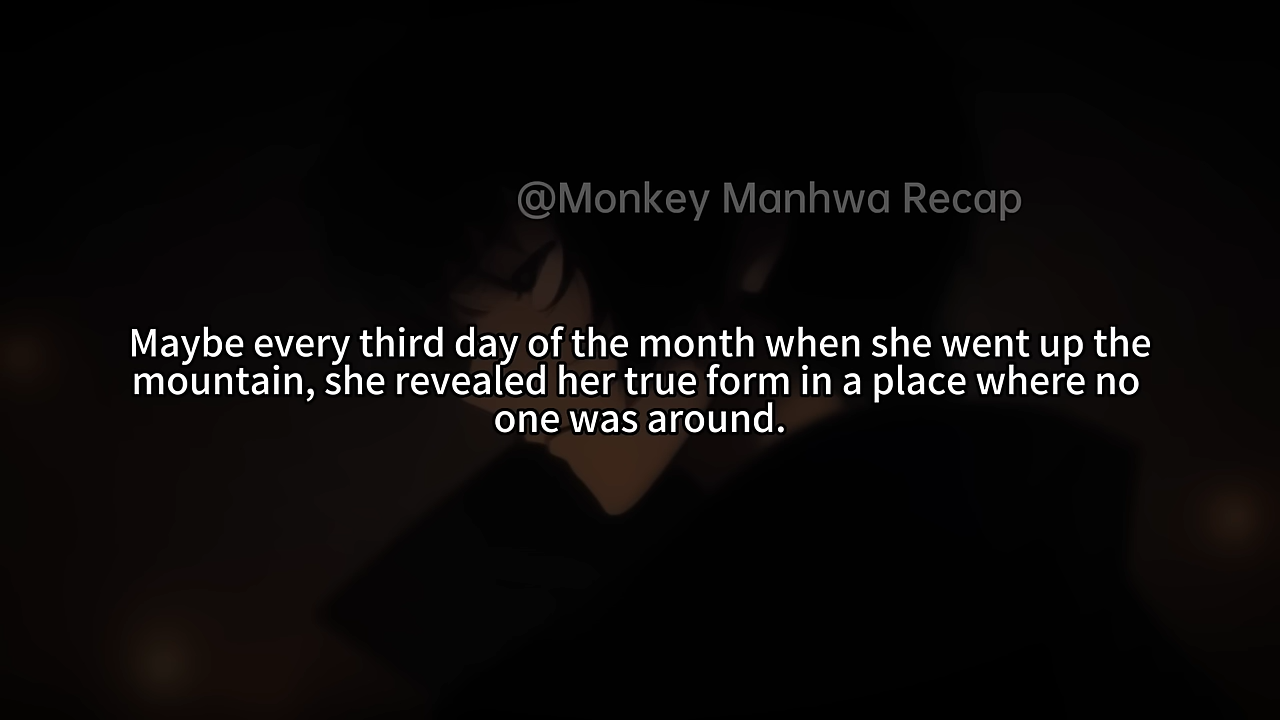 @Monkey Manhwa Recap
Maybe every third day of the month when she went up the
mountain, she revealed her true form in a place where no
one was around.